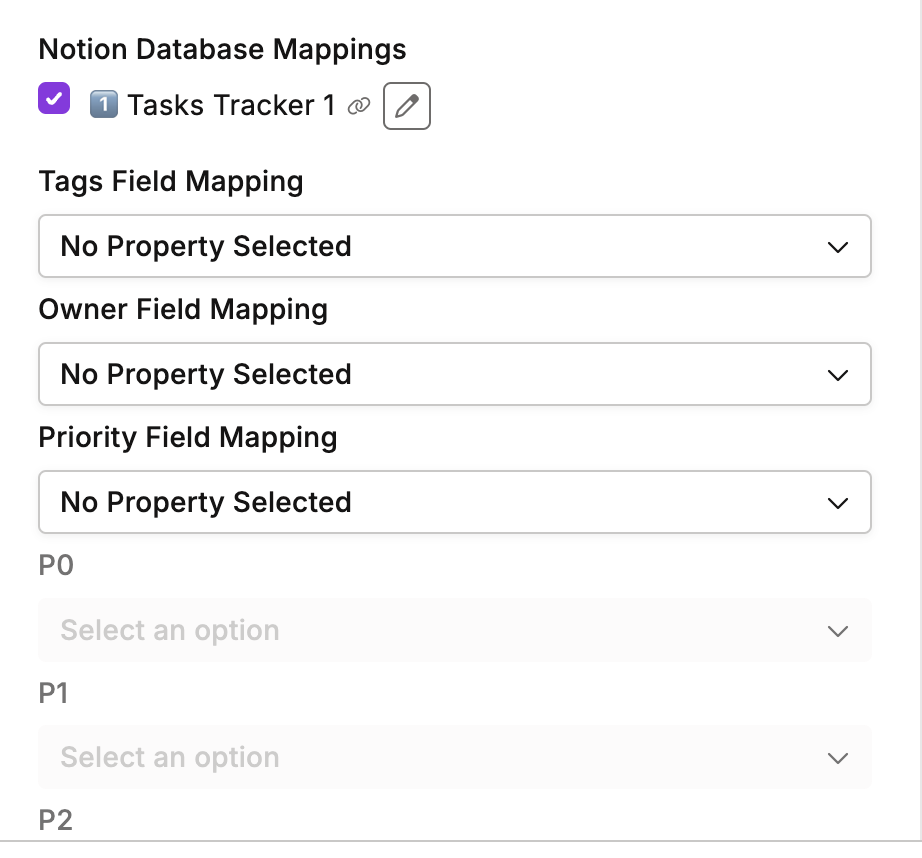 Notion Database Mappings
1 Tasks Tracker 1
Tags Field Mapping
No Property Selected
Owner Field Mapping
No Property Selected
Priority Field Mapping
No Property Selected
P0
Select an option
P1
Select an option
P2